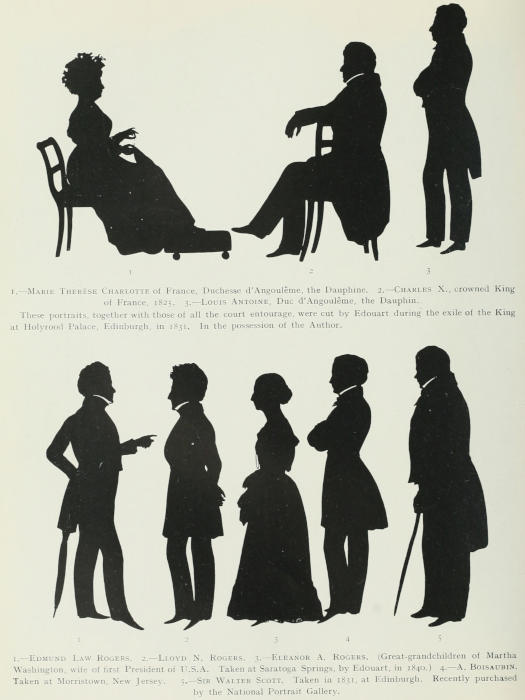 1 2 3
1,—MARIE THERÈSE CHARLOTTE of France, Duchesse d'Angoulême, the Dauphine. 2.—CHARLES X., crowned King
of France, 1825. 3.—LOUIS ANTOINE, Duc d'Angoulême, the Dauphin.
These portraits, together with those of all the court entourage, were cut by Edouart during the exile of the King
at Holyrood Palace, Edinburgh, in 1831. In the possession of the Author.
1 2 3 4 5
1.—EDMUND LAW ROGERS. 2.—LLOYD N. ROGERS. 3.—ELEANOR A. ROGERS. (Great-grandchildren of Martha
Washington, wife of first President of U.S.A. Taken at Saratoga Springs, by Edouart, in 1840.) 4.—A. BOISAUBIN.
Taken at Morristown, New Jersey. 5.—SIR WALTER SCOTT. Taken in 1831, at Edinburgh. Recently purchased
by the National Portrait Gallery.